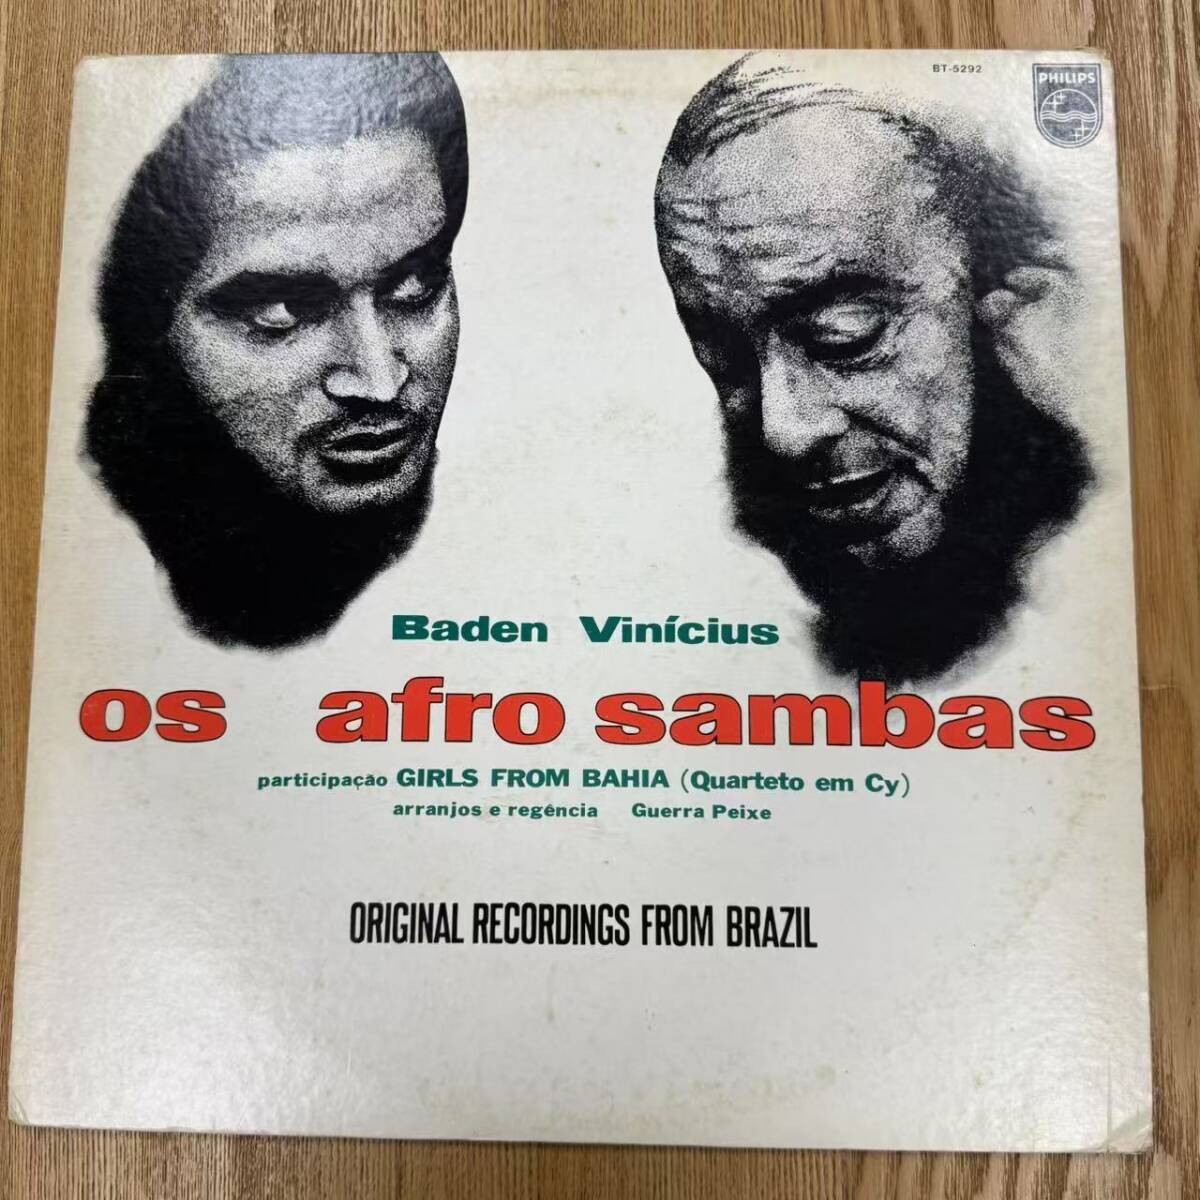 BT-5292
PHILIPS
Baden Vinícius
os afro sambas
participação GIRLS FROM BAHIA (Quarteto em Cy)
arranjos e regência Guerra Peixe
ORIGINAL RECORDINGS FROM BRAZIL